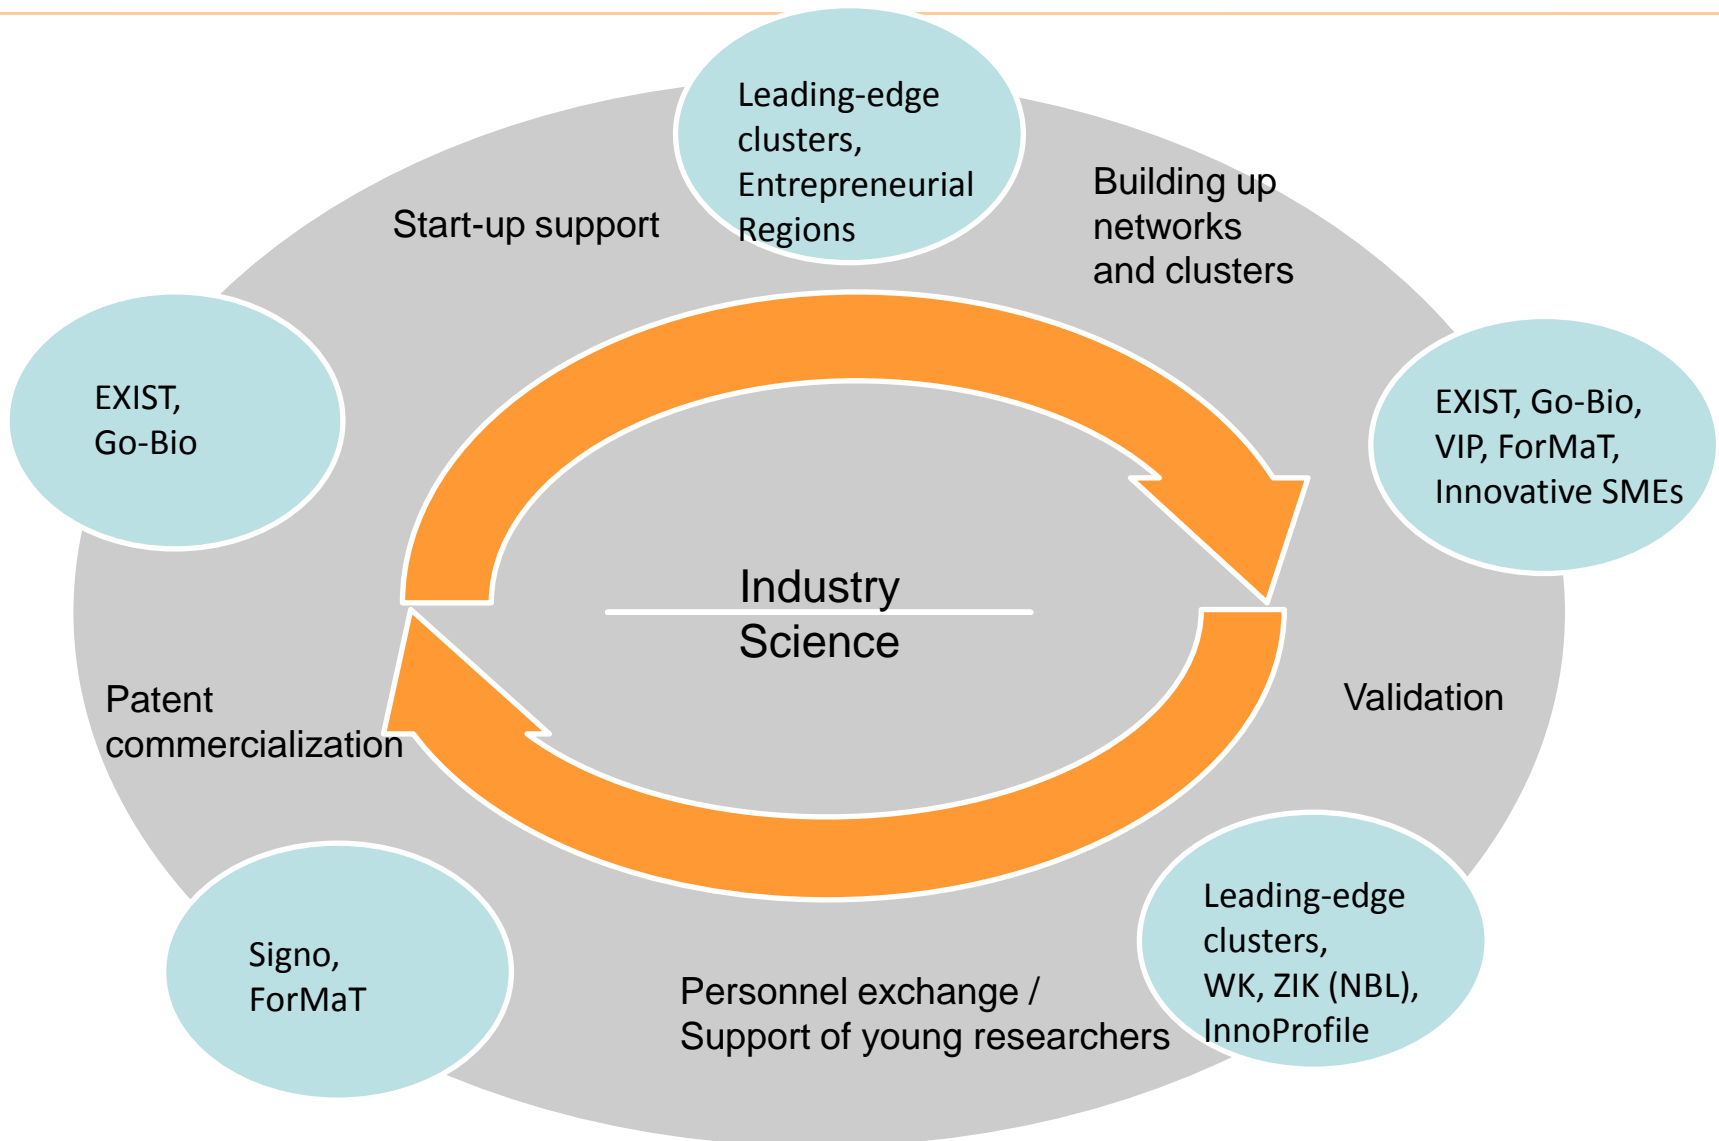 Leading-edge
clusters,
Entrepreneurial
Regions
Start-up support
Building up
networks
and clusters
EXIST,
Go-Bio
EXIST, Go-Bio,
VIP, ForMaT,
Innovative SMEs
Industry
Science
Patent
commercialization
Validation
Signo,
ForMaT
Personnel exchange /
Support of young researchers
Leading-edge
clusters,
WK, ZIK (NBL),
InnoProfile